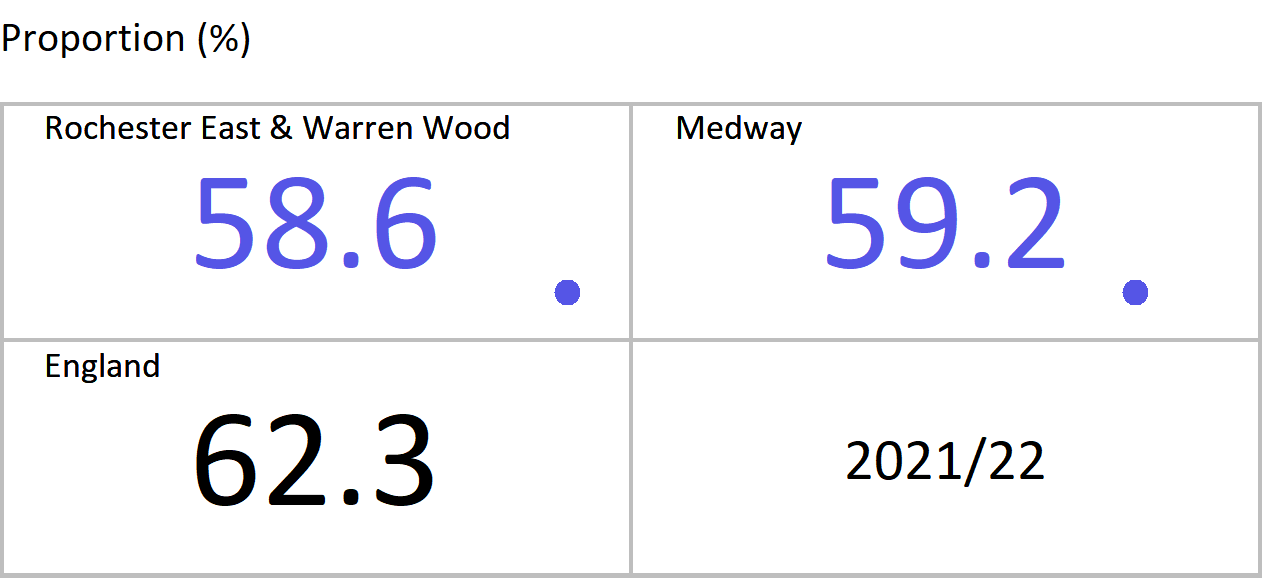 Proportion (%)
Rochester East & Warren Wood
58.6
Medway
59.2
England
62.3
2021/22